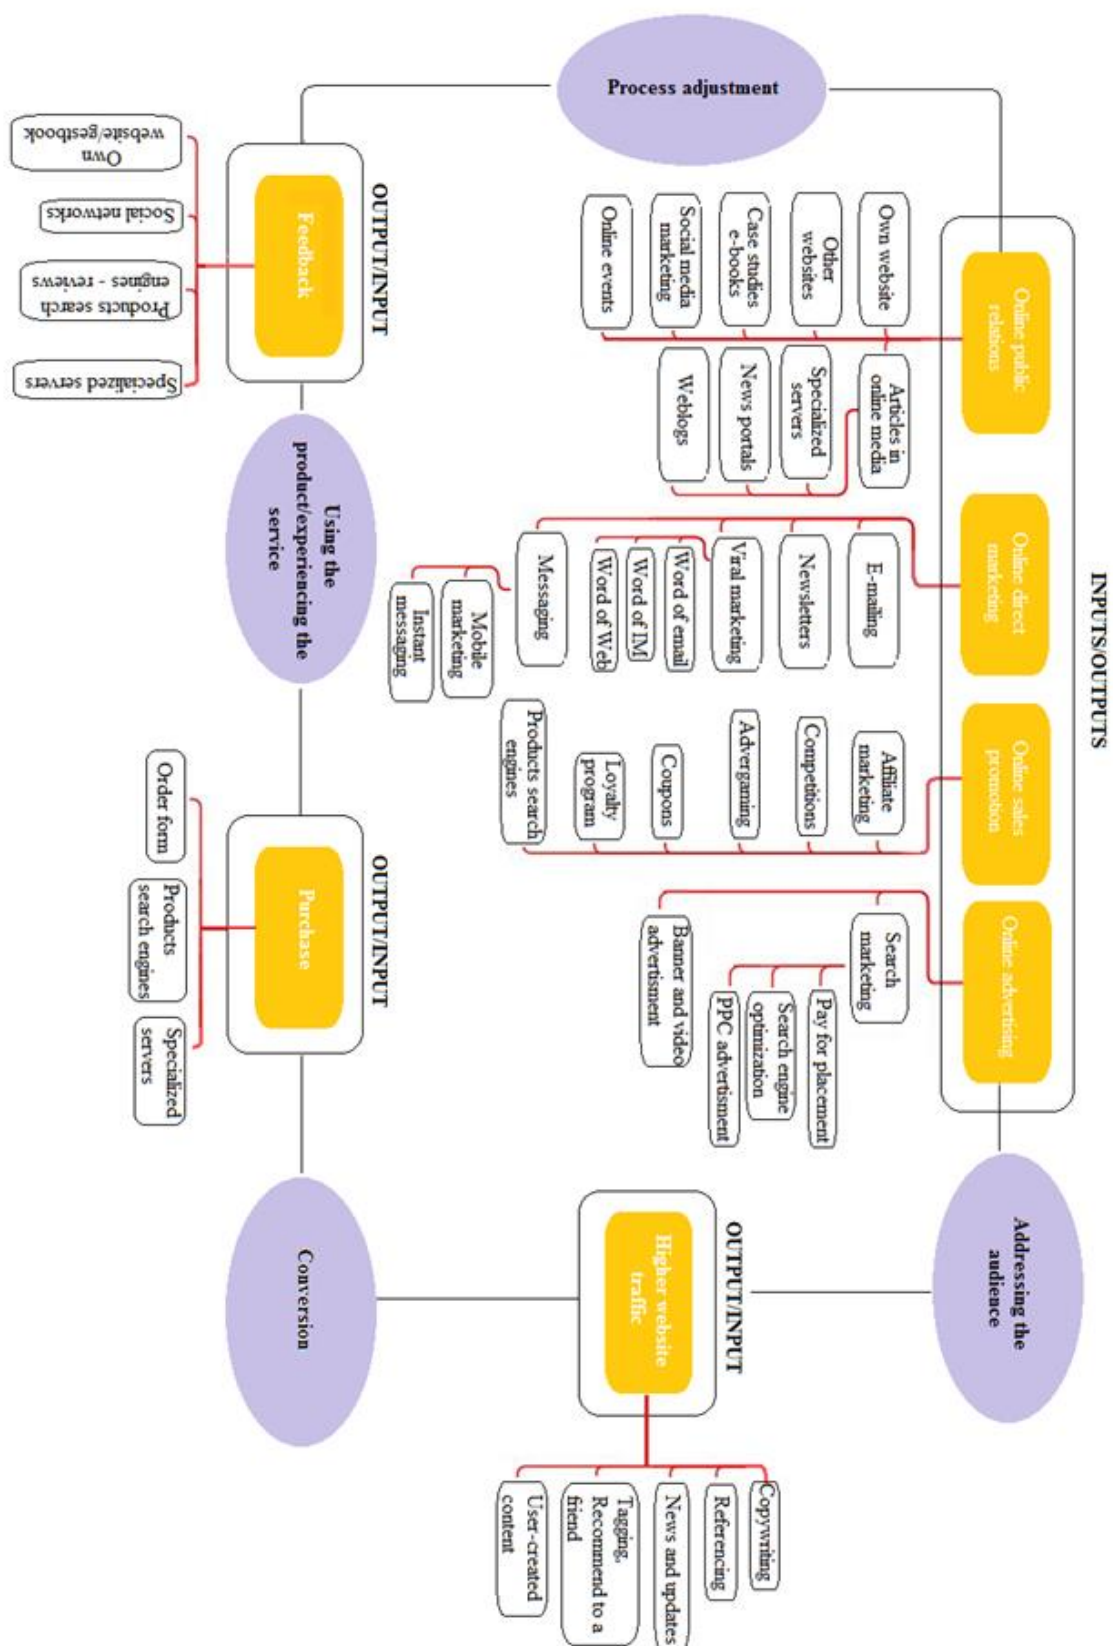 INPUTS/OUTPUTS
Online public
relations
Online direct
marketing
Online sales
promotion
Online advertising
Own website
Other
websites
Case studies
e-books
Social media
marketing
Online events
Articles in
online media
Specialized
servers
News portals
Weblogs
E-mailing
Newsletters
Viral marketing
Word of email
Word of IM
Word of Web
Messaging
Mobile
marketing
Instant
messaging
Affiliate
marketing
Competitions
Advergaming
Coupons
Loyalty
program
Products search
engines
Search
marketing
Pay for placement
Search engine
optimization
PPC advertisment
Banner and video
advertisment
Process adjustment
Addressing the
audience
OUTPUT/INPUT
Higher website
traffic
Copywriting
Referencing
News and updates
Tagging,
Recommend to a
friend
User-created
content
Conversion
OUTPUT/INPUT
Purchase
Order form
Products
search engines
Specialized
servers
Using the
product/experiencing the
service
OUTPUT/INPUT
Feedback
Own
website/gestbook
Social networks
Products search
engines - reviews
Specialized servers